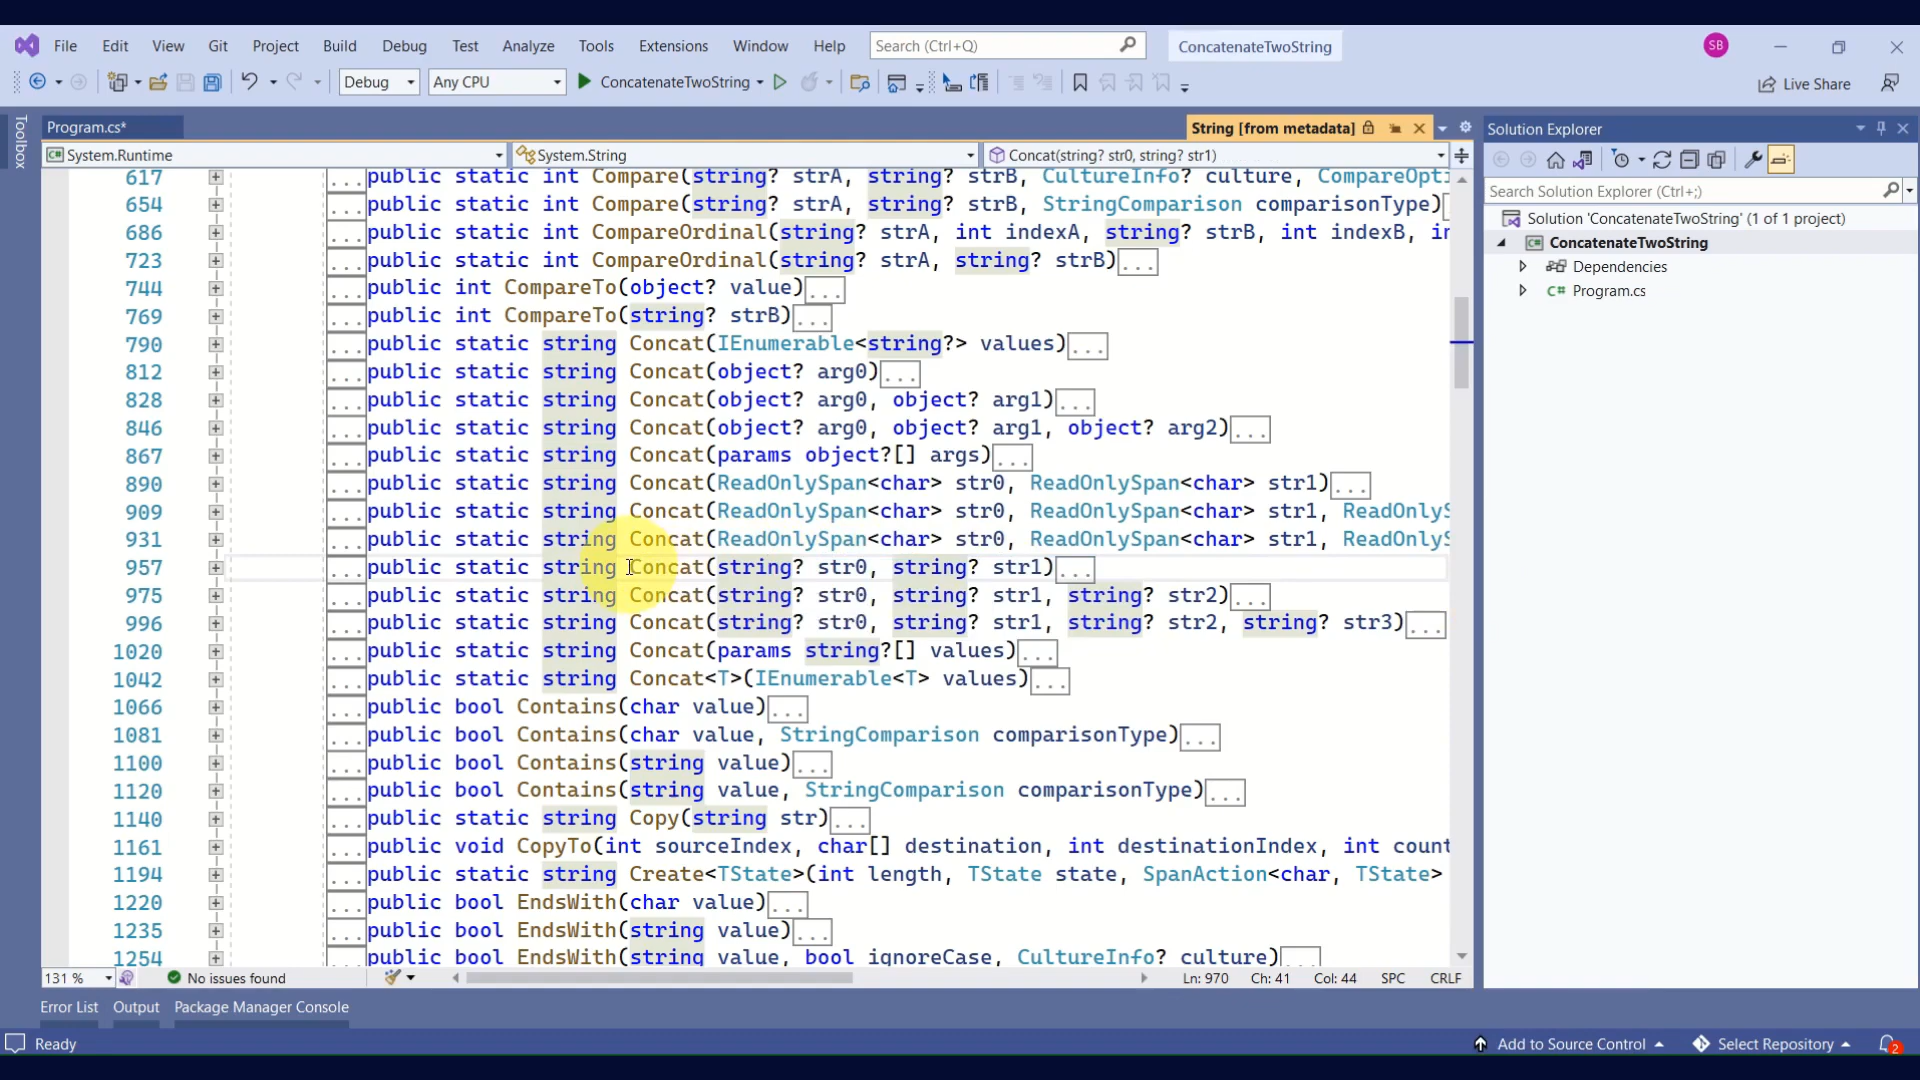 File Edit View Git Project Build Debug Test Analyze Tools Extensions Window Help Search (Ctrl+Q) ConcatenateTwoString SB
Debug Any CPU ConcatenateTwoString Live Share
Toolbox
Program.cs* String [from metadata]
System.Runtime System.String Concat(string? str0, string? str1)
617 ...public static int Compare(string? strA, string? strB, CultureInfo? culture, CompareOpti
654 ...public static int Compare(string? strA, string? strB, StringComparison comparisonType)
686 ...public static int CompareOrdinal(string? strA, int indexA, string? strB, int indexB, in
723 ...public static int CompareOrdinal(string? strA, string? strB)...
744 ...public int CompareTo(object? value)...
769 ...public int CompareTo(string? strB)...
790 ...public static string Concat(IEnumerable<string?> values)...
812 ...public static string Concat(object? arg0)...
828 ...public static string Concat(object? arg0, object? arg1)...
846 ...public static string Concat(object? arg0, object? arg1, object? arg2)...
867 ...public static string Concat(params object?[] args)...
890 ...public static string Concat(ReadOnlySpan<char> str0, ReadOnlySpan<char> str1)...
909 ...public static string Concat(ReadOnlySpan<char> str0, ReadOnlySpan<char> str1, ReadOnlyS
931 ...public static string Concat(ReadOnlySpan<char> str0, ReadOnlySpan<char> str1, ReadOnlyS
957 ...public static string Concat(string? str0, string? str1)...
975 ...public static string Concat(string? str0, string? str1, string? str2)...
996 ...public static string Concat(string? str0, string? str1, string? str2, string? str3)...
1020 ...public static string Concat(params string?[] values)...
1042 ...public static string Concat<T>(IEnumerable<T> values)...
1066 ...public bool Contains(char value)...
1081 ...public bool Contains(char value, StringComparison comparisonType)...
1100 ...public bool Contains(string value)...
1120 ...public bool Contains(string value, StringComparison comparisonType)...
1140 ...public static string Copy(string str)...
1161 ...public void CopyTo(int sourceIndex, char[] destination, int destinationIndex, int count
1194 ...public static string Create<TState>(int length, TState state, SpanAction<char, TState>
1220 ...public bool EndsWith(char value)...
1235 ...public bool EndsWith(string value)...
1254 ...public bool EndsWith(string value, bool ignoreCase, CultureInfo? culture)...
131 % No issues found Ln: 970 Ch: 41 Col: 44 SPC CRLF
Solution Explorer
Search Solution Explorer (Ctrl+;)
Solution 'ConcatenateTwoString' (1 of 1 project)
ConcatenateTwoString
Dependencies
C# Program.cs
Error List Output Package Manager Console
Ready Add to Source Control Select Repository 2